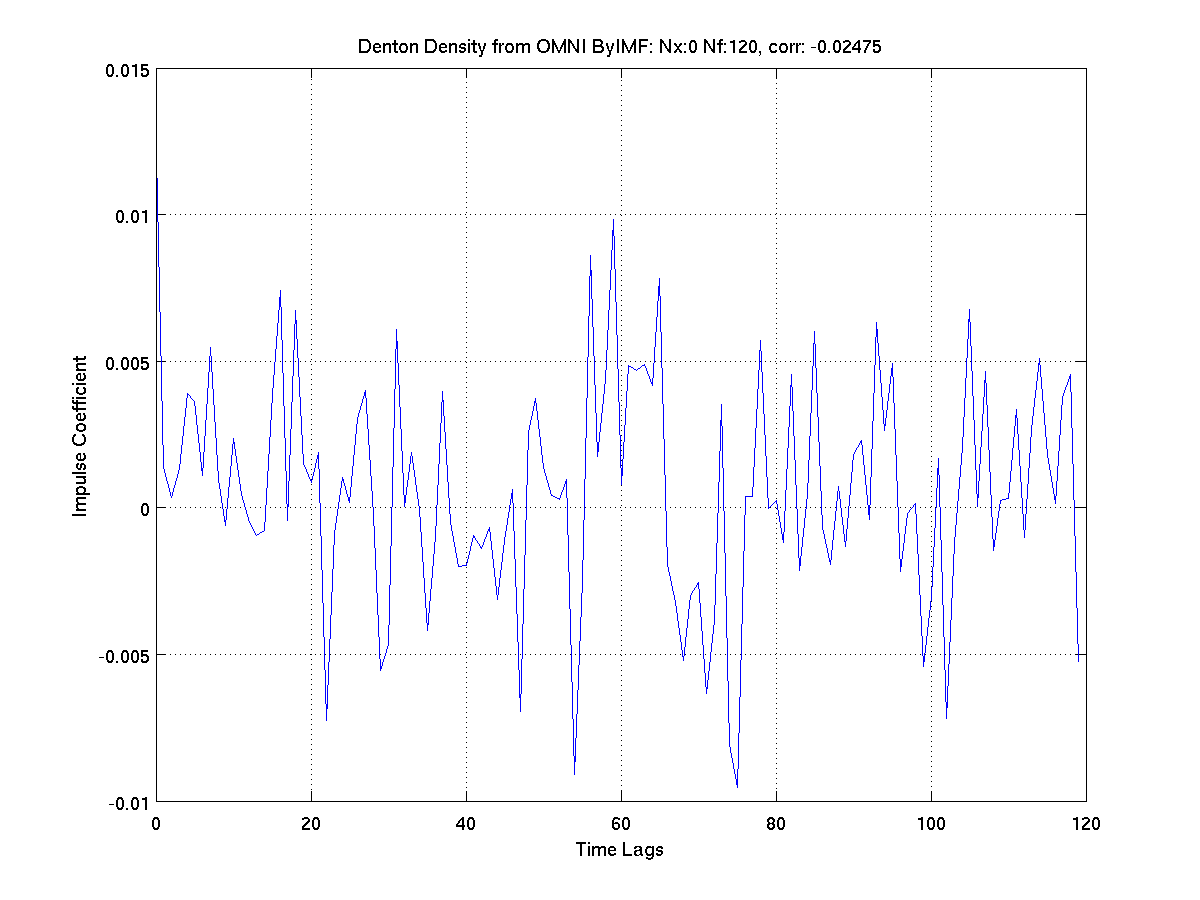 Denton Density from OMNI ByIMF: Nx:0 Nf:120, corr: -0.02475
0.015
0.01
0.005
0
-0.005
-0.01
Impulse Coefficient
0 20 40 60 80 100 120
Time Lags